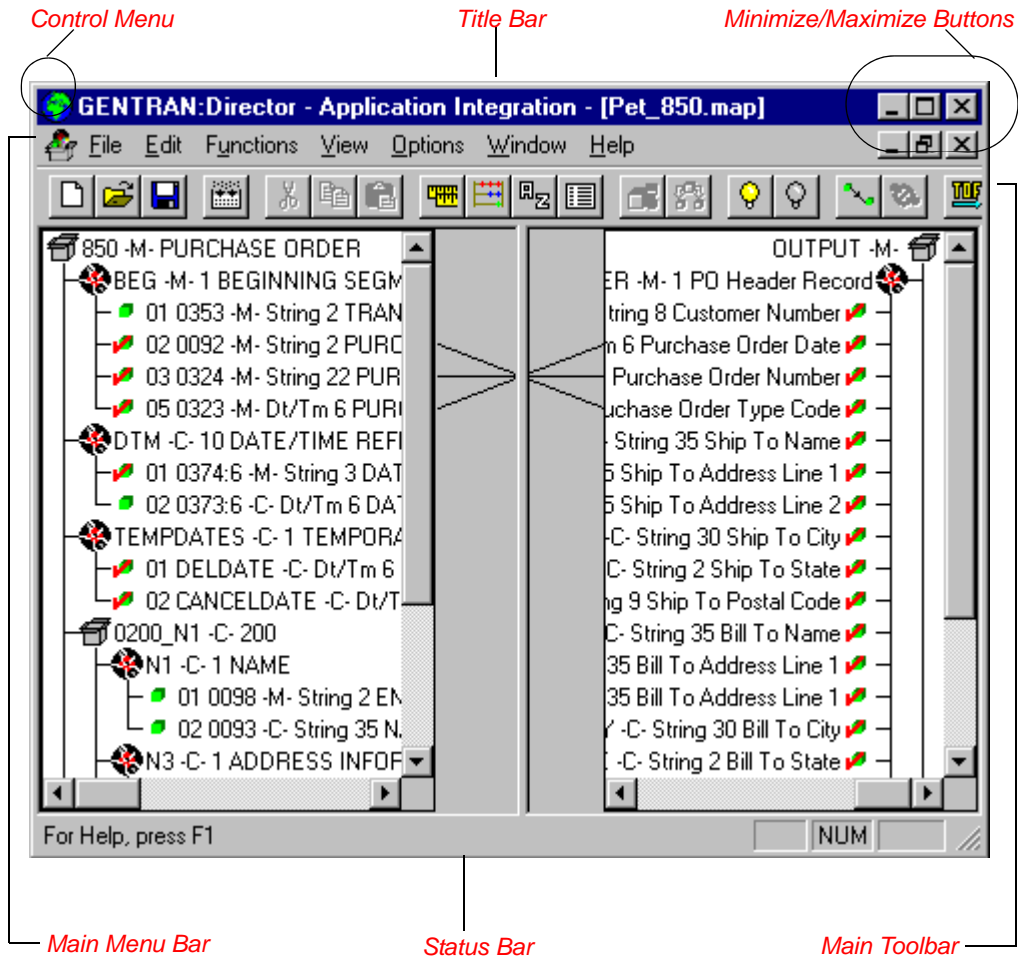 Control Menu
Title Bar
Minimize/Maximize Buttons
GENTRAN:Director - Application Integration - [Pet_850.map]
File Edit Functions View Options Window Help
A Z
TOF
850 -M- PURCHASE ORDER
BEG -M- 1 BEGINNING SEGM
01 0353 -M- String 2 TRAN
02 0092 -M- String 2 PURC
03 0324 -M- String 22 PUR
05 0323 -M- Dt/Tm 6 PUR
DTM -C- 10 DATE/TIME REF
01 0374:6 -M- String 3 DAT
02 0373:6 -C- Dt/Tm 6 DAT
TEMPDATES -C- 1 TEMPORA
01 DELDATE -C- Dt/Tm 6
02 CANCELDATE -C- Dt/T
0200_N1 -C- 200
N1 -C- 1 NAME
01 0098 -M- String 2 EN
02 0093 -C- String 35 N
N3 -C- 1 ADDRESS INFOR
OUTPUT -M-
ER -M- 1 PO Header Record
tring 8 Customer Number
m 6 Purchase Order Date
Purchase Order Number
uchase Order Type Code
- String 35 Ship To Name
5 Ship To Address Line 1
5 Ship To Address Line 2
-C- String 30 Ship To City
C- String 2 Ship To State
ng 9 Ship To Postal Code
C- String 35 Bill To Name
35 Bill To Address Line 1
35 Bill To Address Line 1
Y -C- String 30 Bill To City
-C- String 2 Bill To State
For Help, press F1
NUM
Main Menu Bar
Status Bar
Main Toolbar